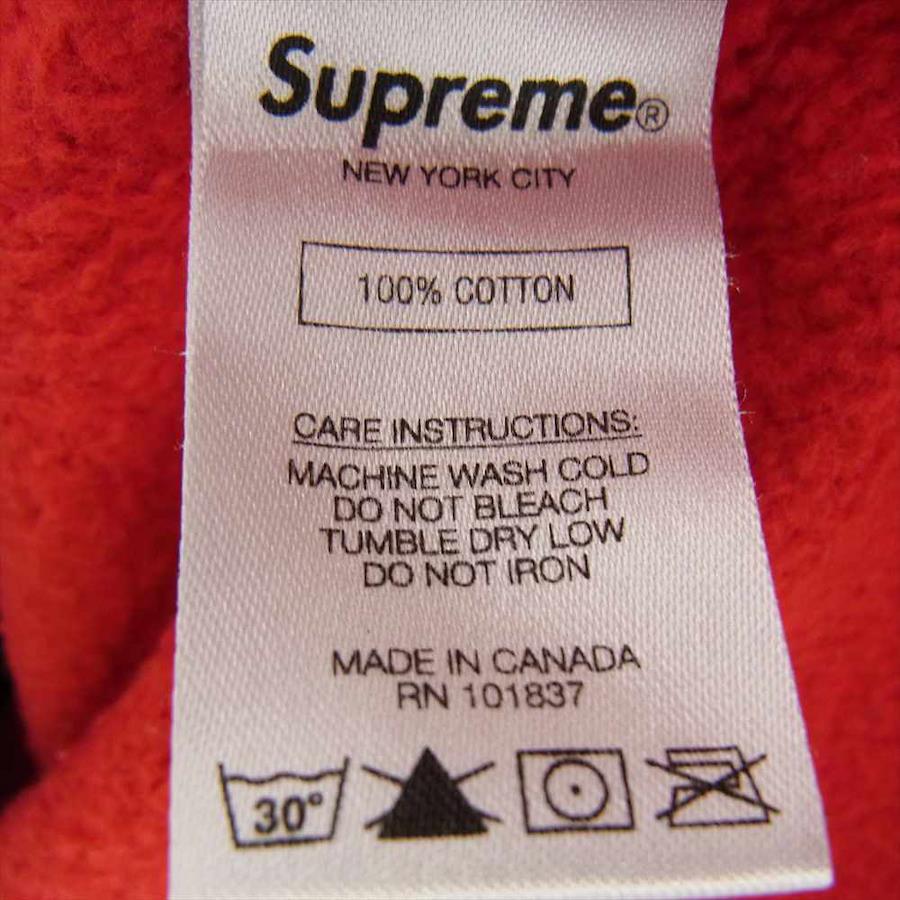 Supreme®
NEW YORK CITY
100% COTTON
CARE INSTRUCTIONS:
MACHINE WASH COLD
DO NOT BLEACH
TUMBLE DRY LOW
DO NOT IRON
MADE IN CANADA
RN 101837
30°